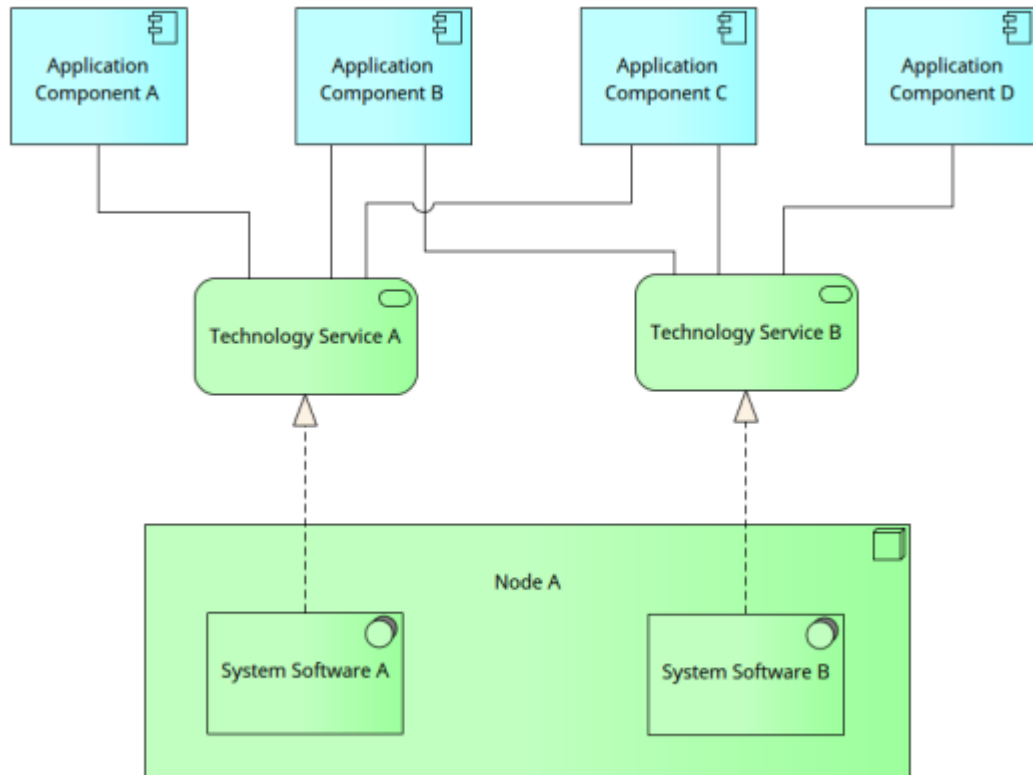 Application
Component A
Application
Component B
Application
Component C
Application
Component D
Technology Service A
Technology Service B
Node A
System Software A
System Software B